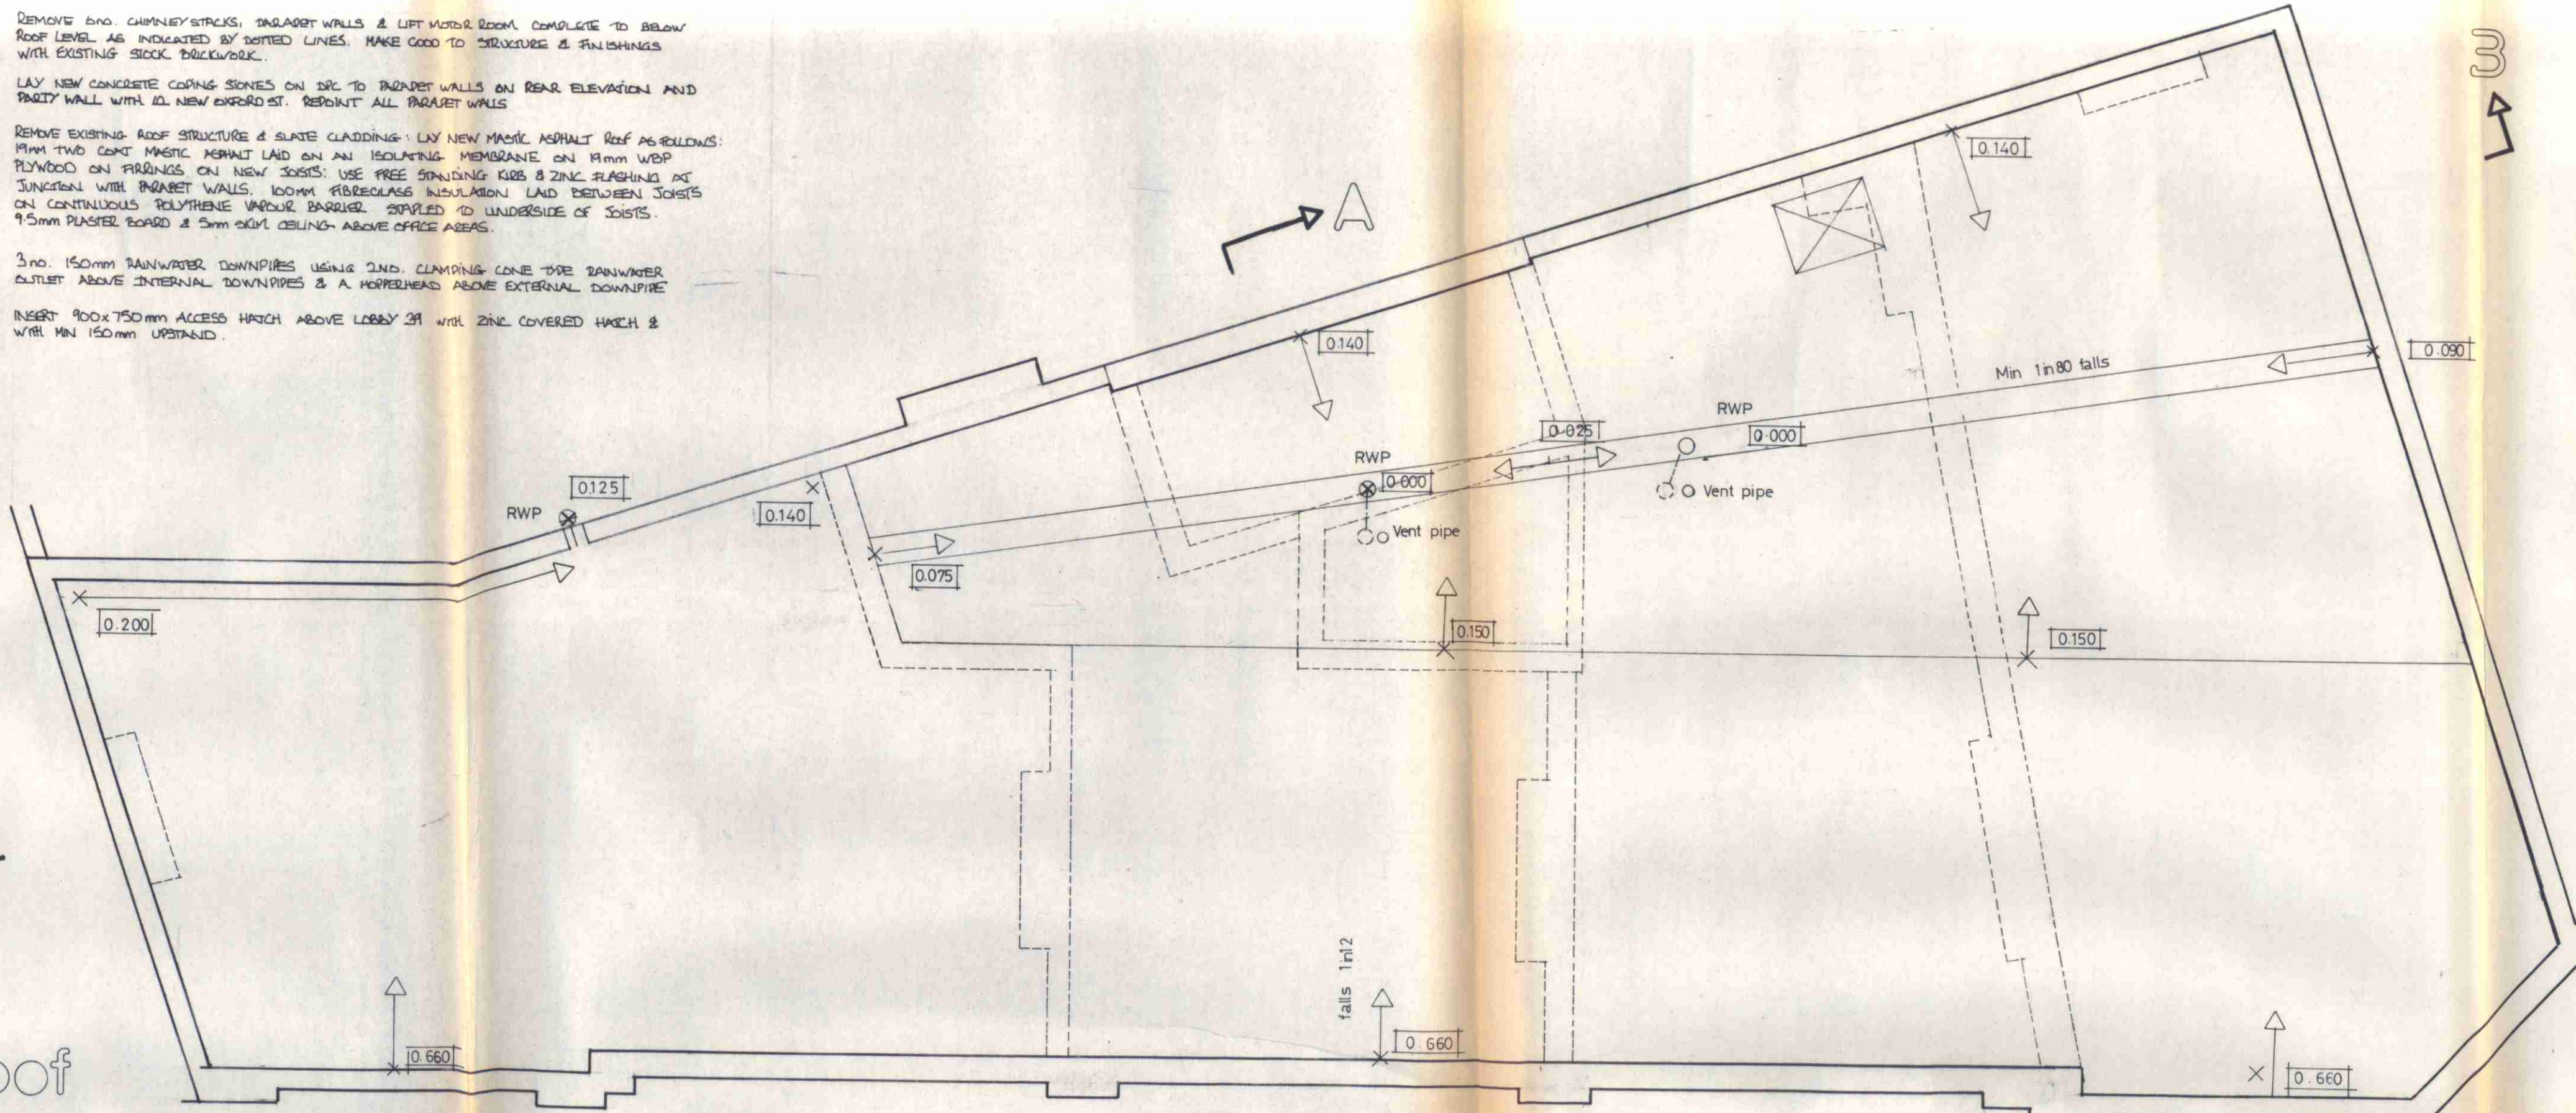 REMOVE 6no. CHIMNEY STACKS, PARAPET WALLS & LIFT MOTOR ROOM COMPLETE TO BELOW
ROOF LEVEL AS INDICATED BY DOTTED LINES. MAKE GOOD TO STRUCTURE & FINISHINGS
WITH EXISTING STOCK BRICKWORK.
LAY NEW CONCRETE COPING STONES ON DPC TO PARAPET WALLS ON REAR ELEVATION AND
PARTY WALL WITH 12 NEW OXFORD ST. REPOINT ALL PARAPET WALLS
REMOVE EXISTING ROOF STRUCTURE & SLATE CLADDING: LAY NEW MASTIC ASPHALT ROOF AS FOLLOWS:
19MM TWO COAT MASTIC ASPHALT LAID ON AN ISOLATING MEMBRANE ON 19mm WBP
PLYWOOD ON FIRRINGS ON NEW JOISTS: USE FREE STANDING KIRB & ZINC FLASHING AT
JUNCTION WITH PARAPET WALLS. 100MM FIBREGLASS INSULATION LAID BETWEEN JOISTS
ON CONTINUOUS POLYTHENE VAPOUR BARRIER STAPLED TO UNDERSIDE OF JOISTS.
9.5mm PLASTER BOARD & 5mm SKIM CEILING ABOVE OFFICE AREAS.
3no. 150mm RAINWATER DOWNPIPES USING 2NO. CLAMPING CONE TYPE RAINWATER
OUTLET ABOVE INTERNAL DOWNPIPES & A HOPPERHEAD ABOVE EXTERNAL DOWNPIPE
INSERT 900x750mm ACCESS HATCH ABOVE LOBBY 39 WITH ZINC COVERED HATCH &
WITH MIN 150mm UPSTAND.
3
A
0.140
0.140
0.090
Min 1 in 80 falls
RWP
0.025
0.000
RWP
0.000
Vent pipe
Vent pipe
0.125
RWP
0.140
0.075
0.200
0.150
0.150
falls 1in12
0.660
0.660
0.660
oof